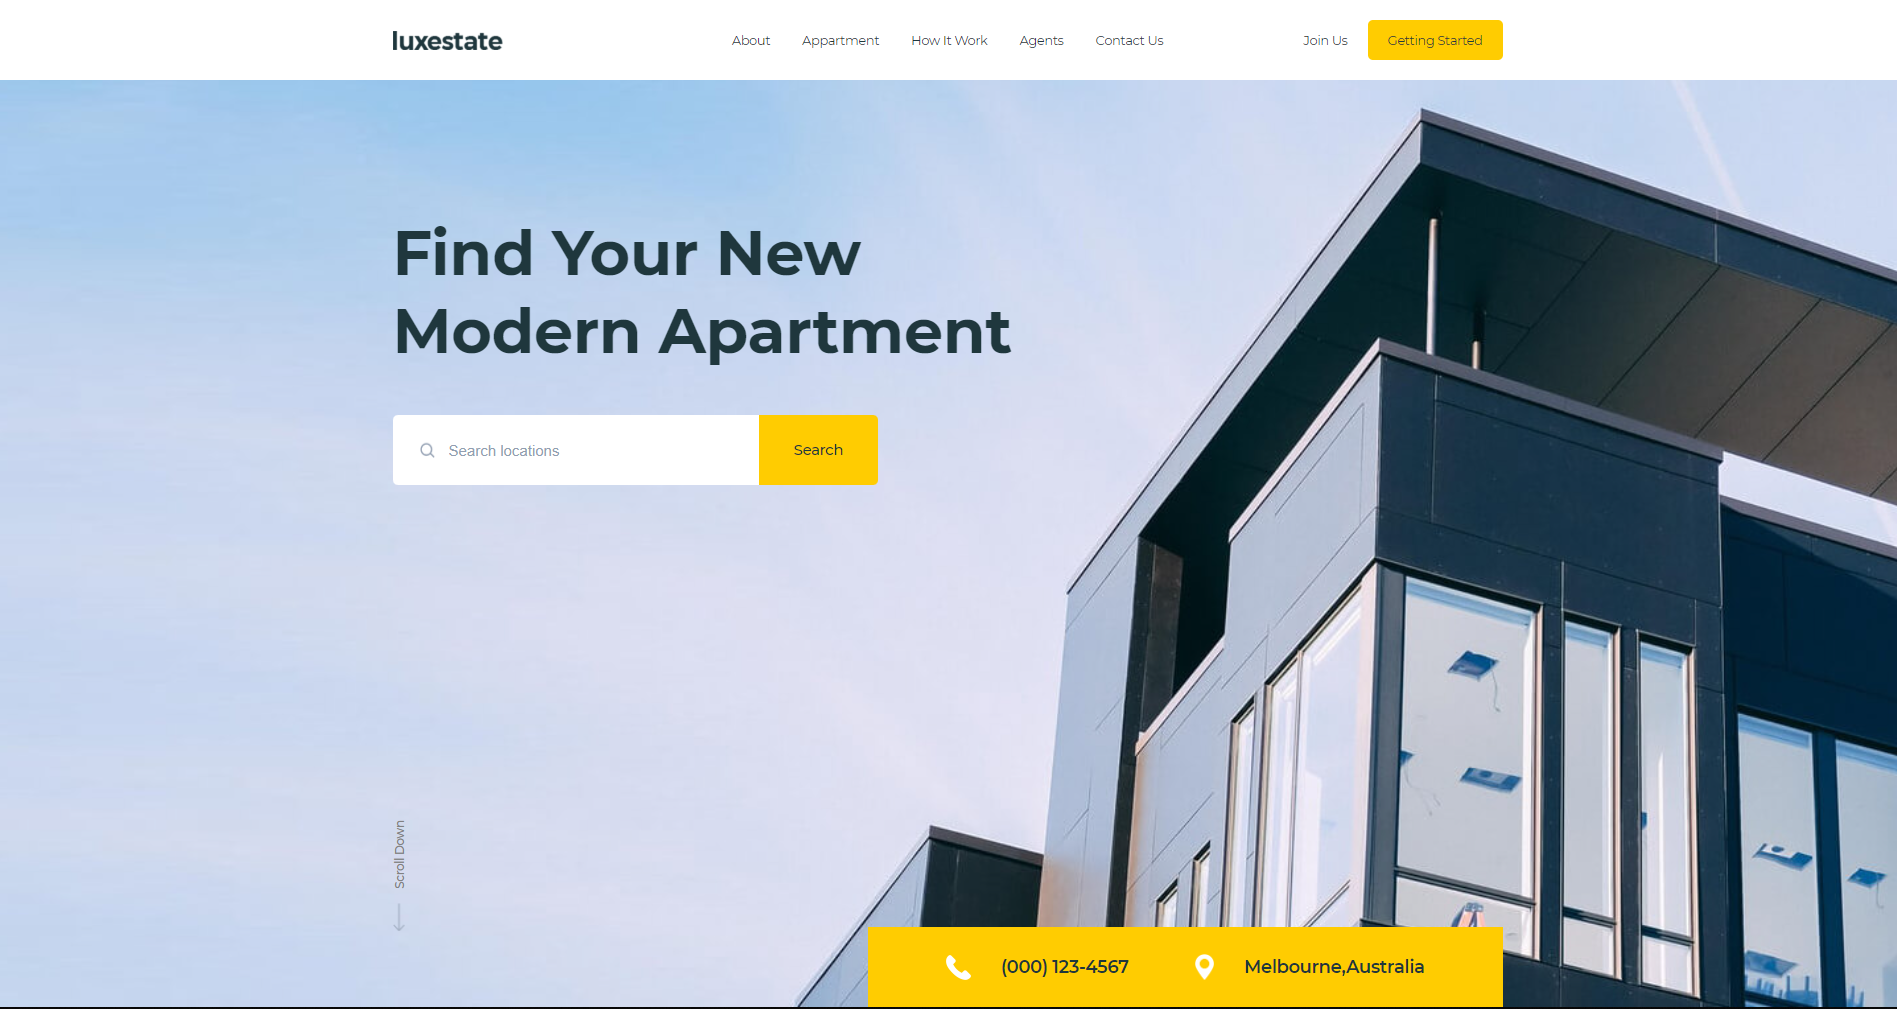 luxestate
About
Appartment
How It Work
Agents
Contact Us
Join Us
Getting Started
Find Your New
Modern Apartment
Search locations
Search
Scroll Down
(000) 123-4567
Melbourne,Australia